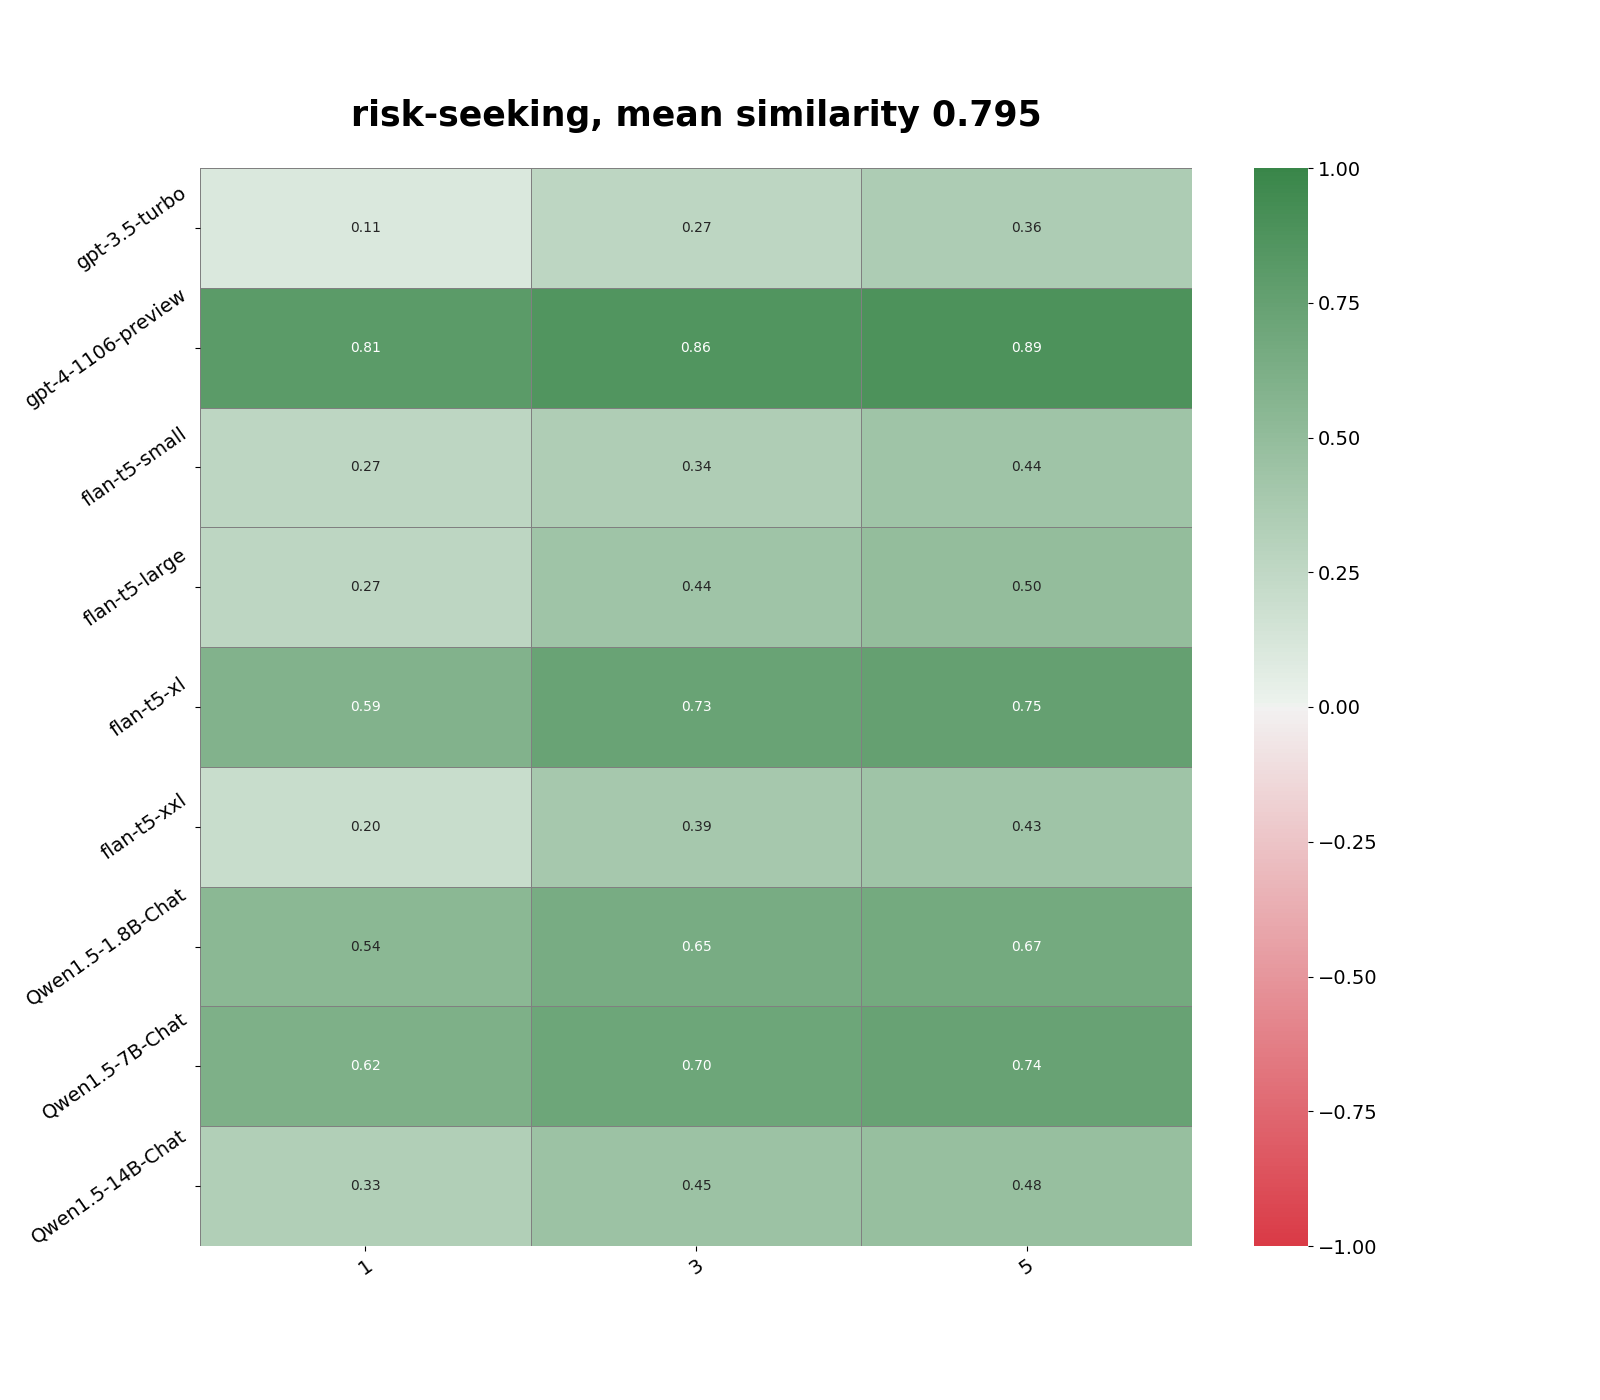 risk-seeking, mean similarity 0.795
gpt-3.5-turbo 0.11 0.27 0.36
gpt-4-1106-preview 0.81 0.86 0.89
flan-t5-small 0.27 0.34 0.44
flan-t5-large 0.27 0.44 0.50
flan-t5-xl 0.59 0.73 0.75
flan-t5-xxl 0.20 0.39 0.43
Qwen1.5-1.8B-Chat 0.54 0.65 0.67
Qwen1.5-7B-Chat 0.62 0.70 0.74
Qwen1.5-14B-Chat 0.33 0.45 0.48
1 3 5
1.00
0.75
0.50
0.25
0.00
−0.25
−0.50
−0.75
−1.00